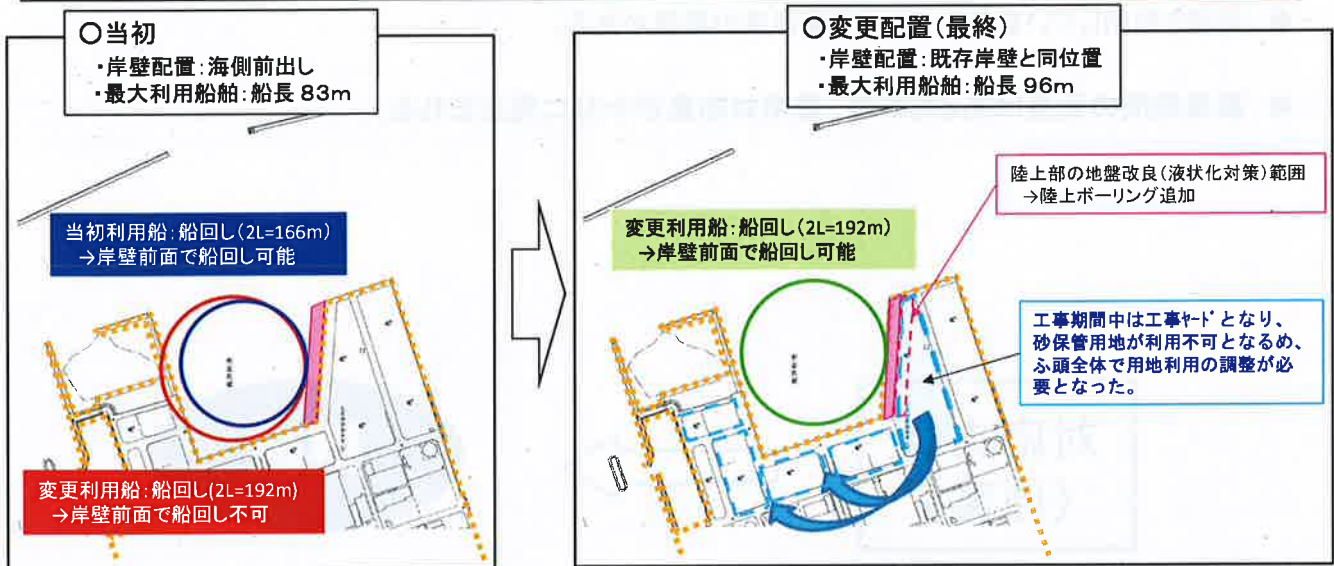 〇当初
・岸壁配置:海側前出し
・最大利用船舶:船長 83m
当初利用船:船回し(2L=166m)
→岸壁前面で船回し可能
変更利用船:船回し(2L=192m)
→岸壁前面で船回し不可
〇変更配置(最終)
・岸壁配置:既存岸壁と同位置
・最大利用船舶:船長 96m
陸上部の地盤改良(液状化対策)範囲
→陸上ボーリング追加
変更利用船:船回し(2L=192m)
→岸壁前面で船回し可能
工事期間中は工事ヤードとなり、
砂保管用地が利用不可となるめ、
ふ頭全体で用地利用の調整が必
要となった。